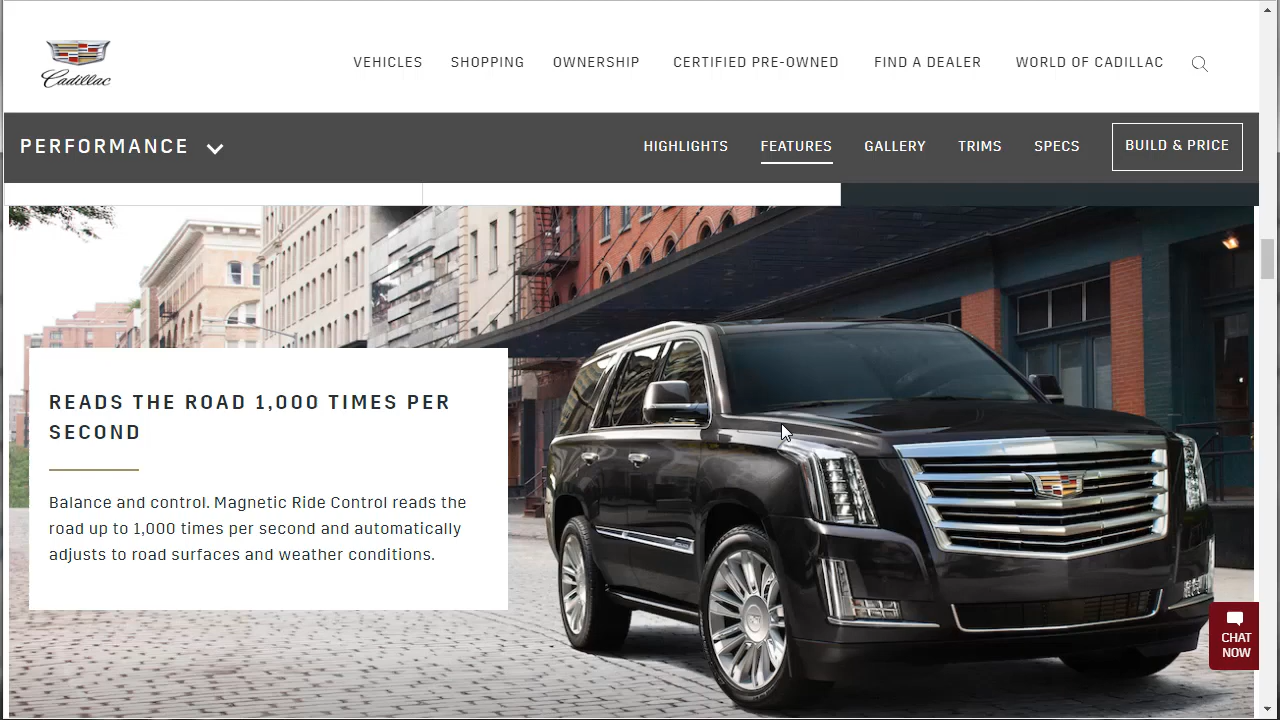 Cadillac
VEHICLES SHOPPING OWNERSHIP CERTIFIED PRE-OWNED FIND A DEALER WORLD OF CADILLAC
PERFORMANCE HIGHLIGHTS FEATURES GALLERY TRIMS SPECS BUILD & PRICE
READS THE ROAD 1,000 TIMES PER
SECOND
Balance and control. Magnetic Ride Control reads the
road up to 1,000 times per second and automatically
adjusts to road surfaces and weather conditions.
CHAT
NOW